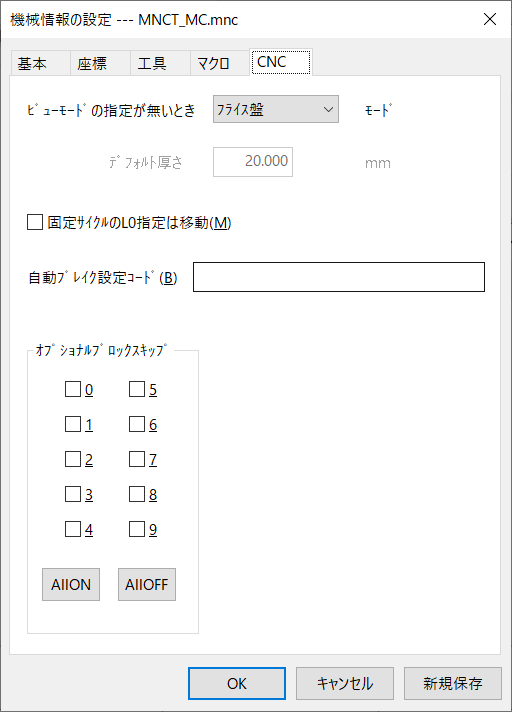 機械情報の設定 --- MNCT_MC.mnc
基本 座標 工具 ﾏｸﾛ CNC
ﾋﾞｭｰﾓｰﾄﾞの指定が無いとき ﾌﾗｲｽ盤 ﾓｰﾄﾞ
ﾃﾞﾌｫﾙﾄ厚さ 20.000 mm
固定ｻｲｸﾙのL0指定は移動(M)
自動ﾌﾞﾚｲｸ設定ｺｰﾄﾞ(B)
ｵﾌﾟｼｮﾅﾙﾌﾞﾛｯｸｽｷｯﾌﾟ
0 5
1 6
2 7
3 8
4 9
AllON AllOFF
OK ｷｬﾝｾﾙ 新規保存